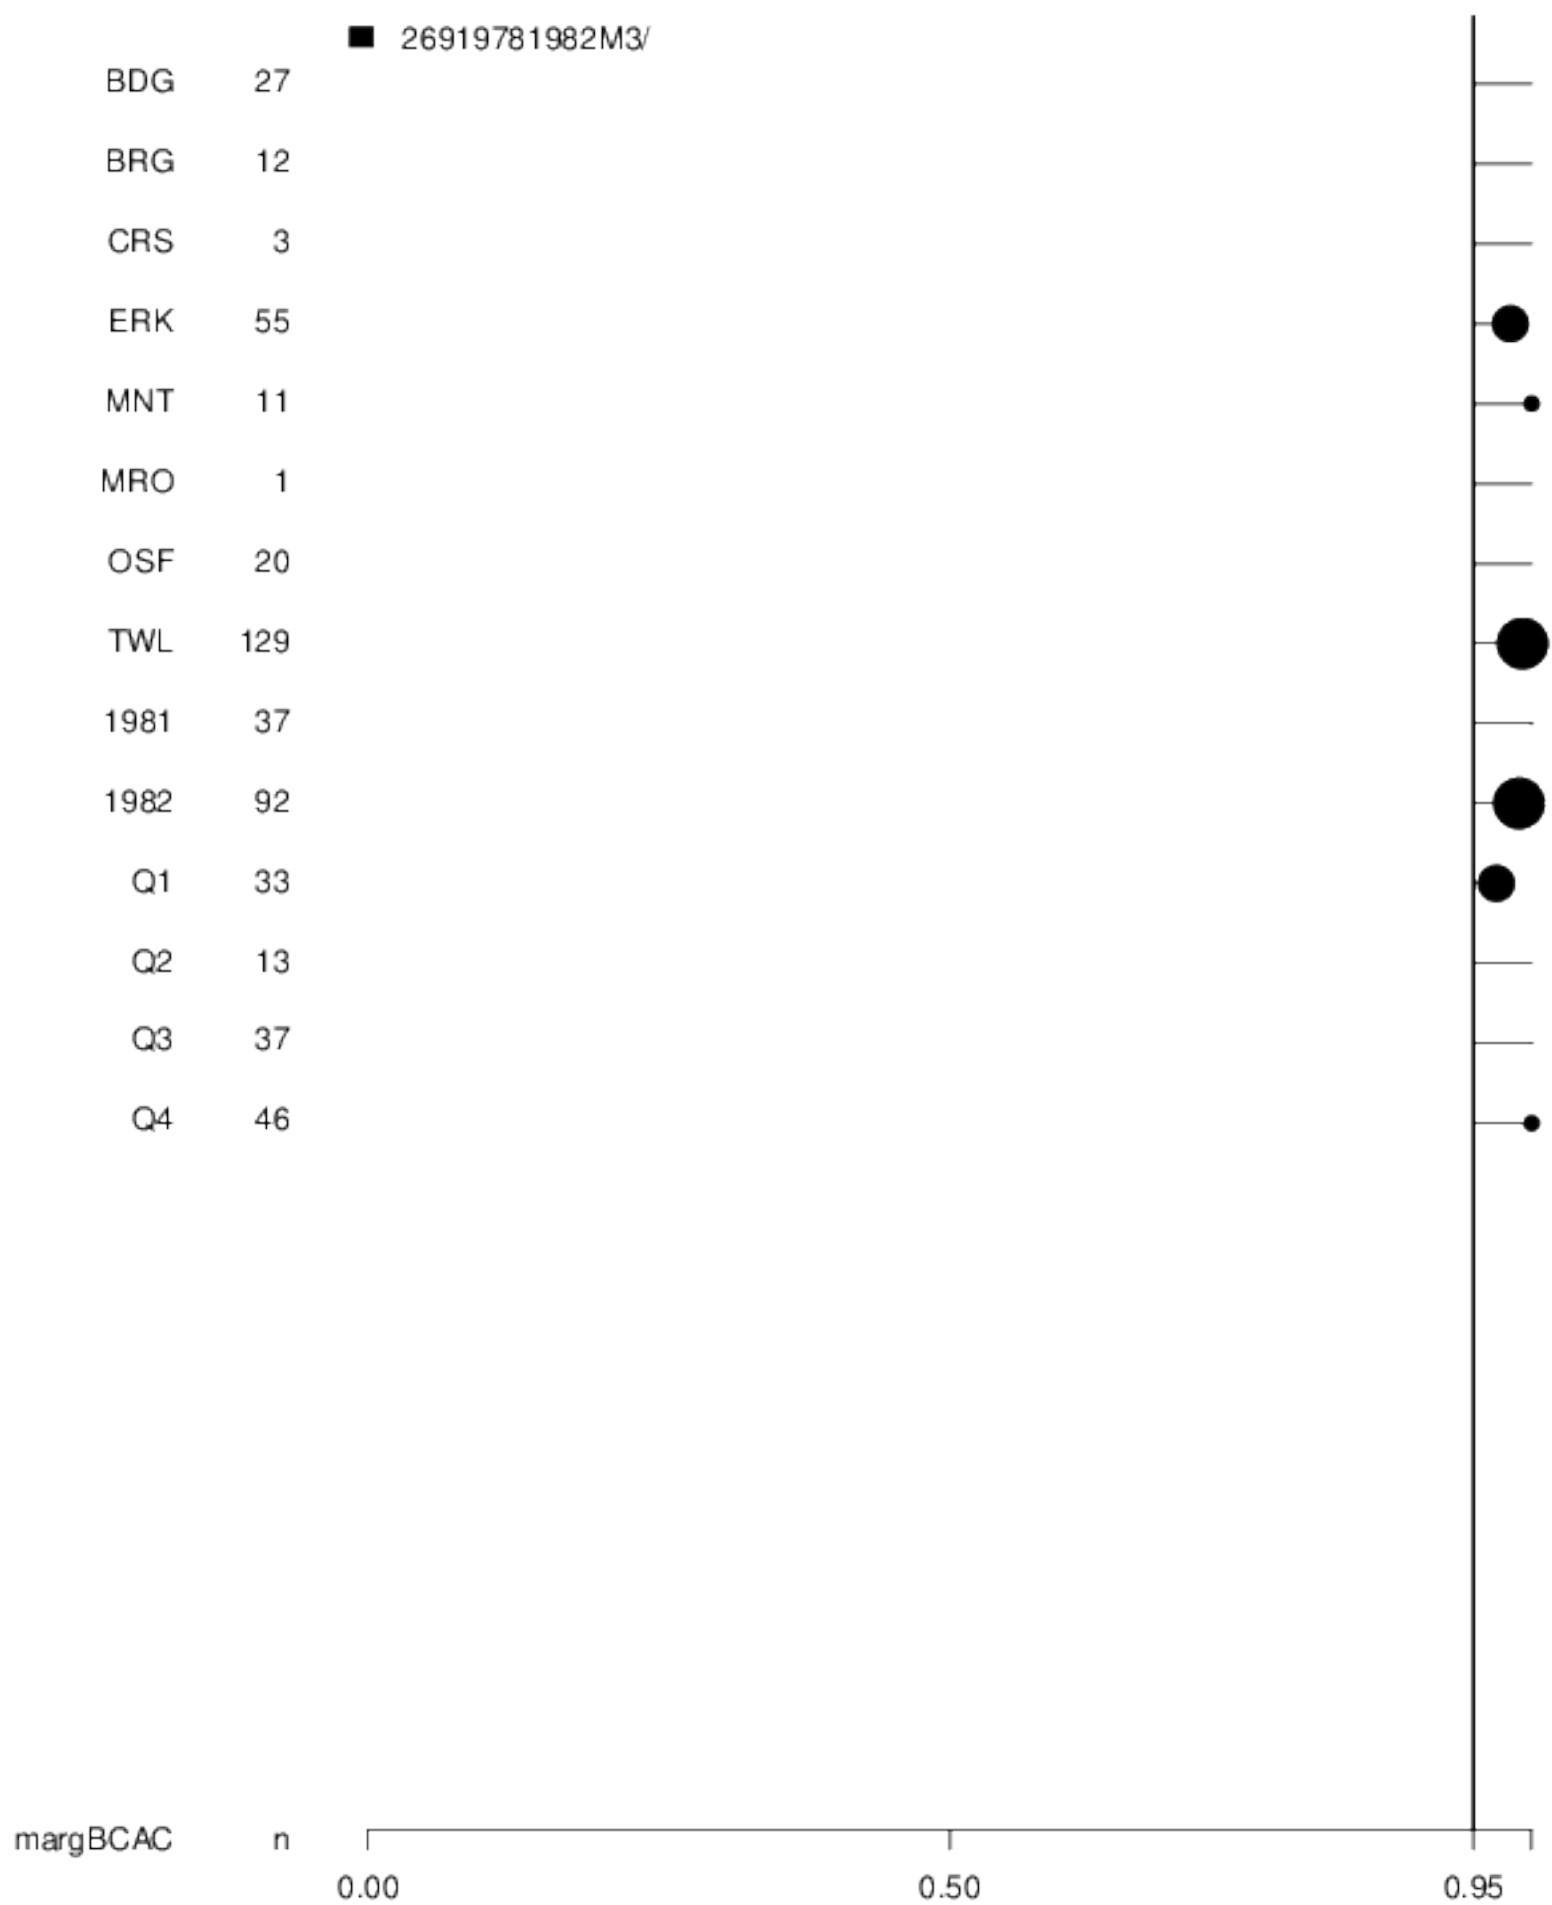 26919781982M3/
BDG 27
BRG 12
CRS 3
ERK 55
MNT 11
MRO 1
OSF 20
TWL 129
1981 37
1982 92
Q1 33
Q2 13
Q3 37
Q4 46
margBCAC n
0.00 0.50 0.95